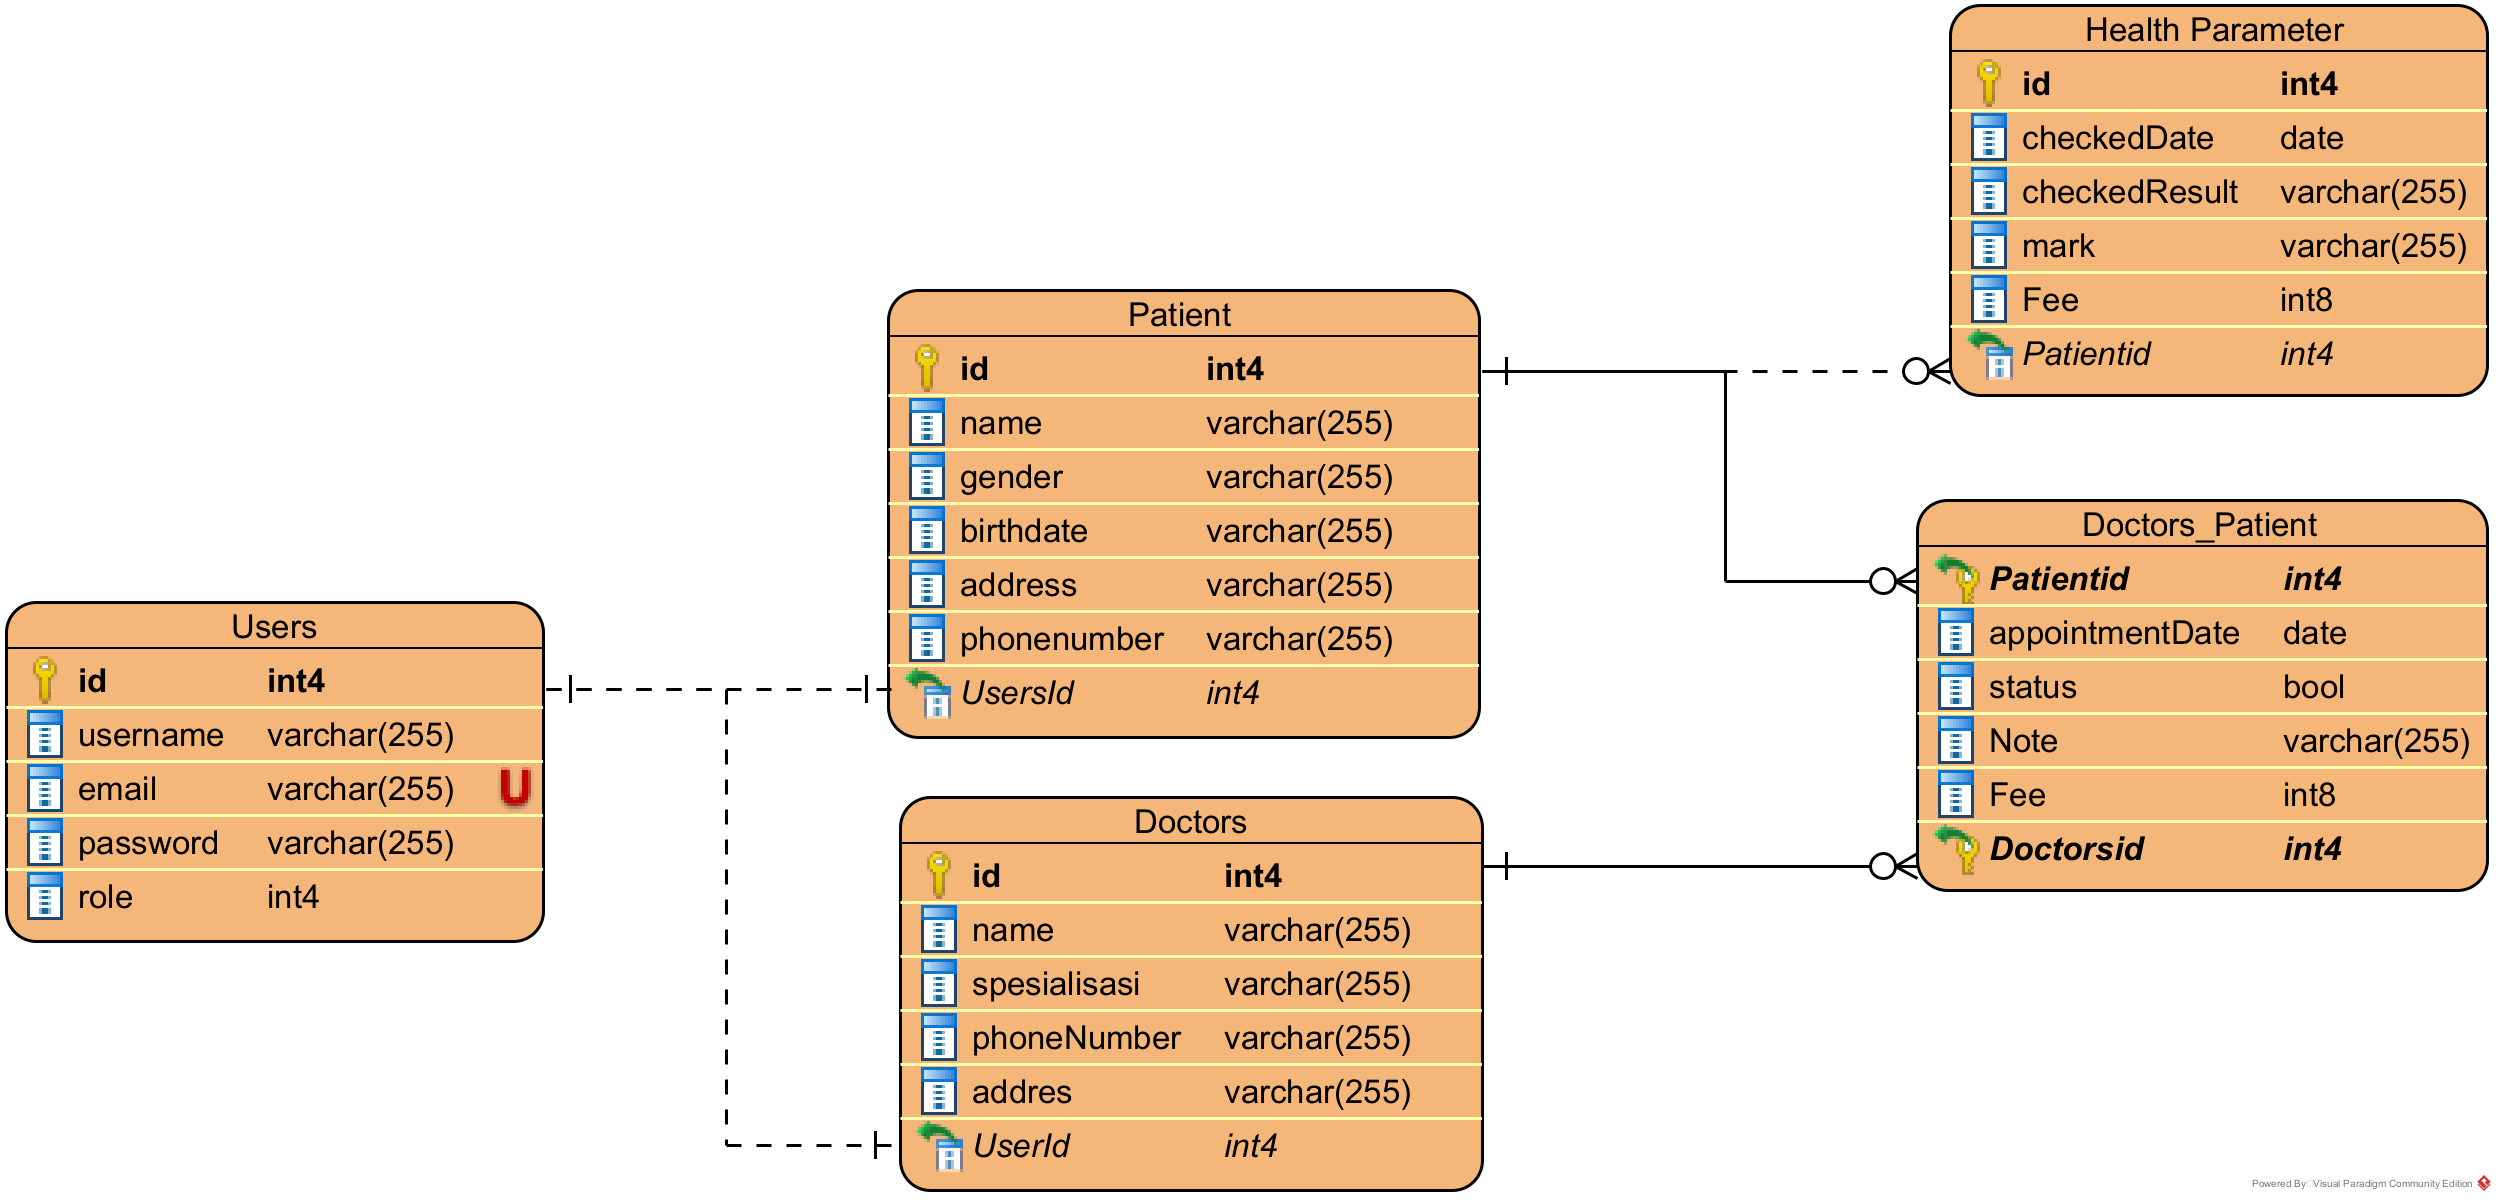 Health Parameter
id int4
checkedDate date
checkedResult varchar(255)
mark varchar(255)
Fee int8
Patientid int4
Patient
id int4
name varchar(255)
gender varchar(255)
birthdate varchar(255)
address varchar(255)
phonenumber varchar(255)
UsersId int4
Doctors_Patient
Patientid int4
appointmentDate date
status bool
Note varchar(255)
Fee int8
Doctorsid int4
Users
id int4
username varchar(255)
email varchar(255) U
password varchar(255)
role int4
Doctors
id int4
name varchar(255)
spesialisasi varchar(255)
phoneNumber varchar(255)
addres varchar(255)
UserId int4
Powered By Visual Paradigm Community Edition